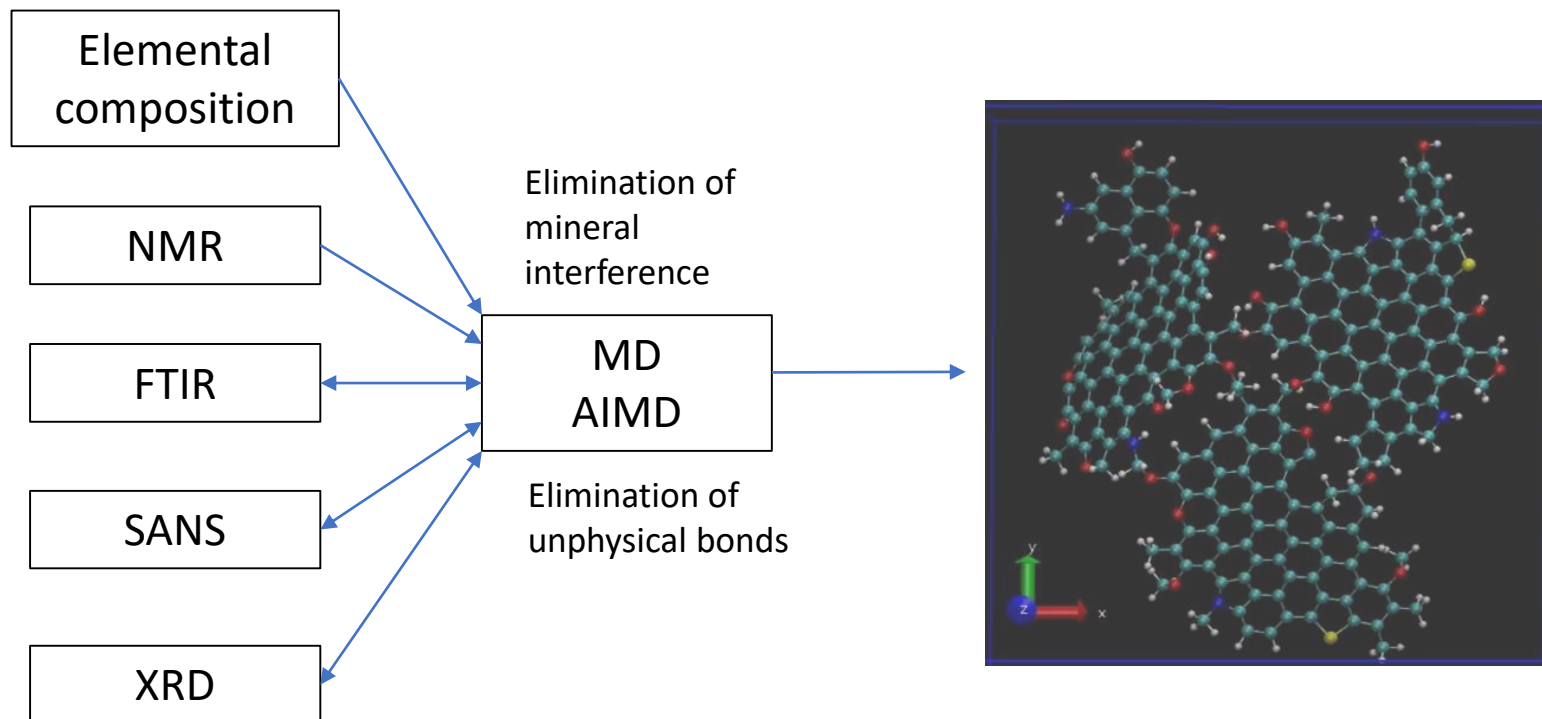 Elemental
composition
NMR
FTIR
SANS
XRD
Elimination of
mineral
interference
MD
AIMD
Elimination of
unphysical bonds
y
z
x